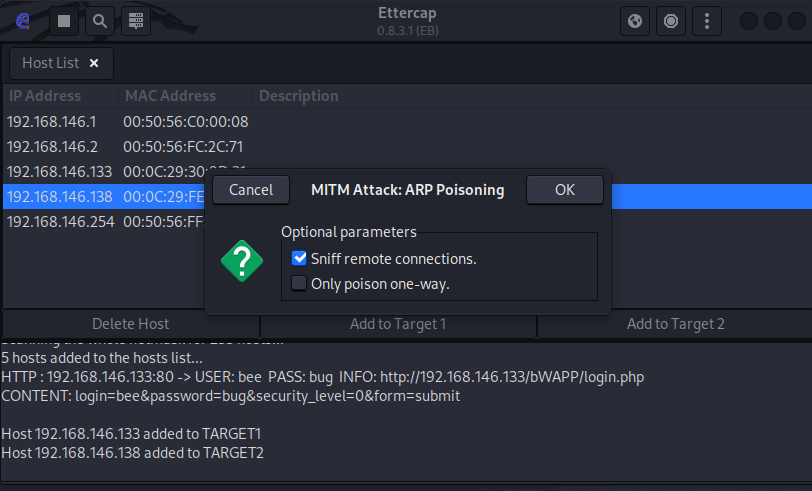 Ettercap
0.8.3.1 (EB)
Host List ×
IP Address MAC Address Description
192.168.146.1 00:50:56:C0:00:08
192.168.146.2 00:50:56:FC:2C:71
192.168.146.133 00:0C:29:30:
192.168.146.138 00:0C:29:FE
192.168.146.254 00:50:56:FF
Cancel MITM Attack: ARP Poisoning OK
Optional parameters
Sniff remote connections.
Only poison one-way.
Delete Host Add to Target 1 Add to Target 2
5 hosts added to the hosts list...
HTTP : 192.168.146.133:80 -> USER: bee PASS: bug INFO: http://192.168.146.133/bWAPP/login.php
CONTENT: login=bee&password=bug&security_level=0&form=submit
Host 192.168.146.133 added to TARGET1
Host 192.168.146.138 added to TARGET2